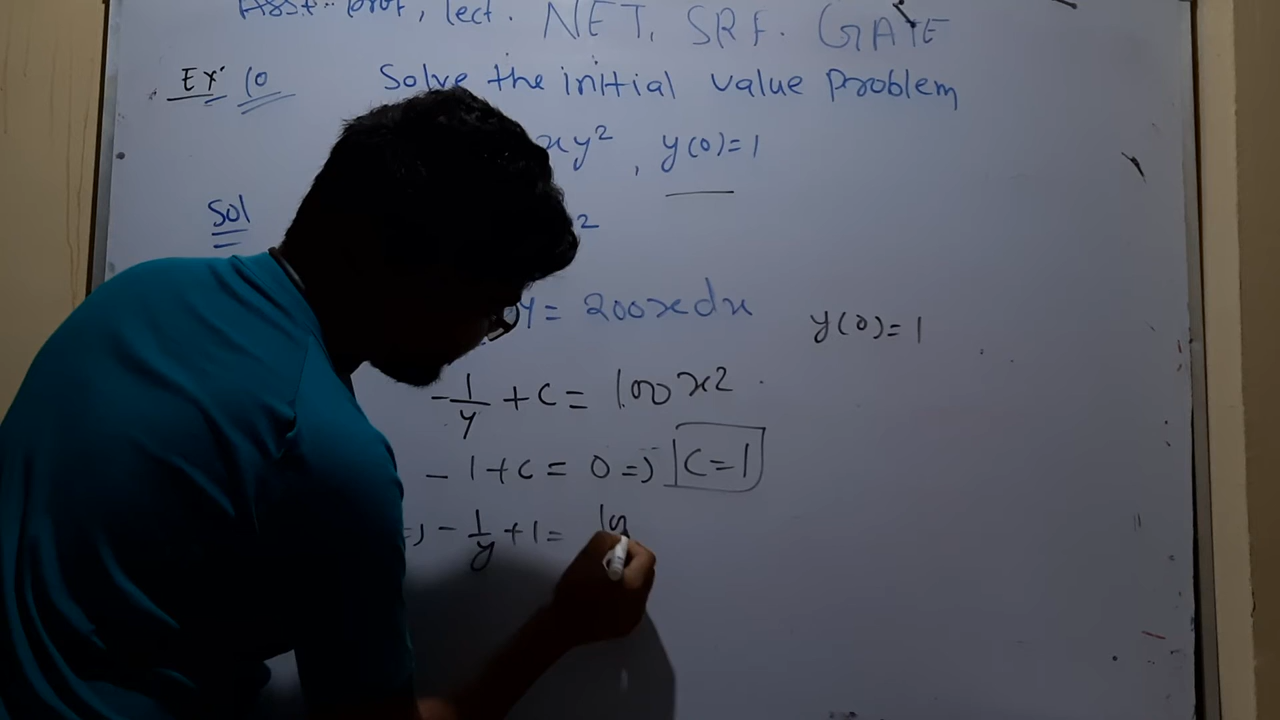 Asst. prof, lect. NET, SRF. GATE
Ex: 10 Solve the initial value problem
xy², y(0)=1
Sol 2
y = 200x dx y(0)=1
-1/y + c = 100x²
-1+c = 0 => c=1
=> -1/y + 1 =